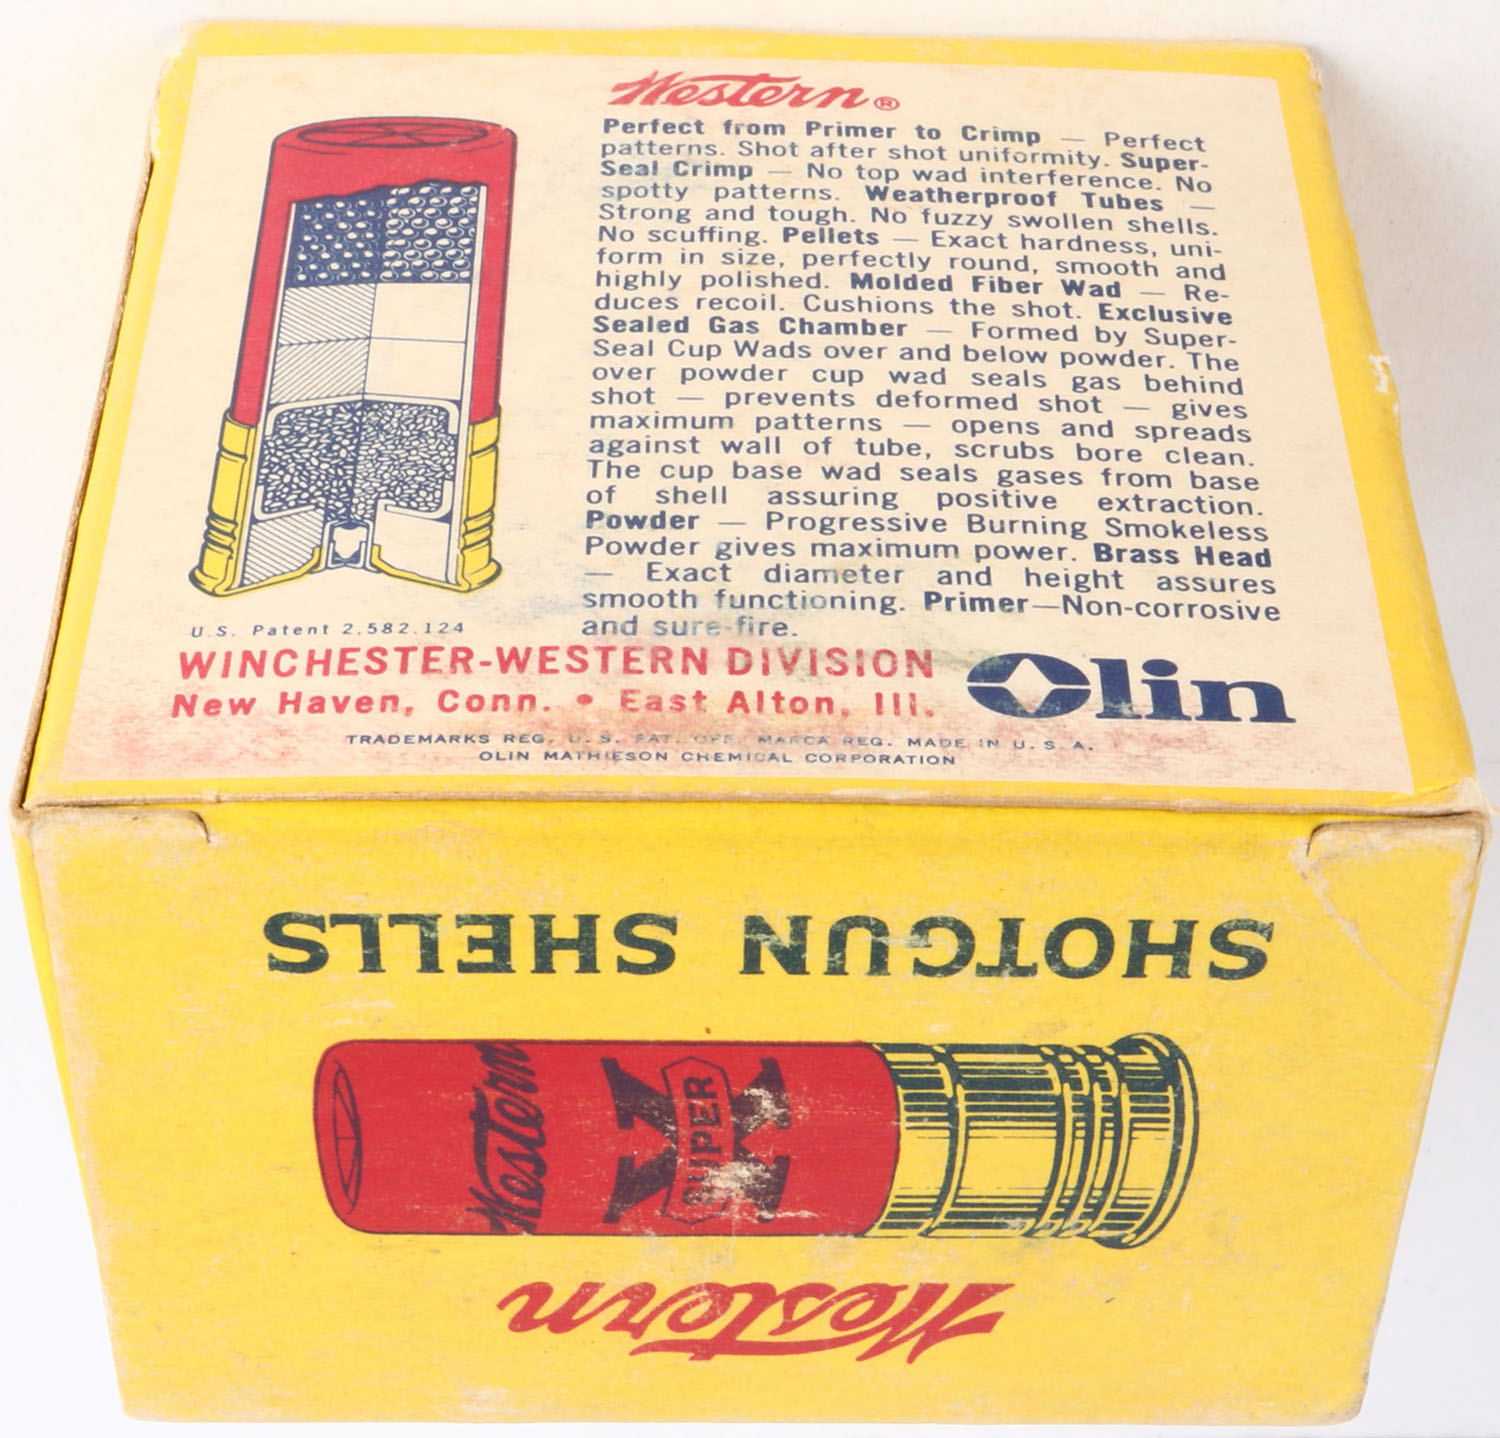 Western®
Perfect from Primer to Crimp — Perfect
patterns. Shot after shot uniformity. Super-
Seal Crimp — No top wad interference. No
spotty patterns. Weatherproof Tubes —
Strong and tough. No fuzzy swollen shells.
No scuffing. Pellets — Exact hardness, uni-
form in size, perfectly round, smooth and
highly polished. Molded Fiber Wad — Re-
duces recoil. Cushions the shot. Exclusive
Sealed Gas Chamber — Formed by Super-
Seal Cup Wads over and below powder. The
over powder cup wad seals gas behind
shot — prevents deformed shot — gives
maximum patterns — opens and spreads
against wall of tube, scrubs bore clean.
The cup base wad seals gases from base
of shell assuring positive extraction.
Powder — Progressive Burning Smokeless
Powder gives maximum power. Brass Head
— Exact diameter and height assures
smooth functioning. Primer—Non-corrosive
and sure-fire.
U.S. Patent 2,582,124
WINCHESTER-WESTERN DIVISION
New Haven, Conn. • East Alton, Ill.
Olin
TRADEMARKS REG. U. S. PAT. OFF. MARCA REG. MADE IN U. S. A.
OLIN MATHIESON CHEMICAL CORPORATION
SHOTGUN SHELLS
Western
SUPER X
Western